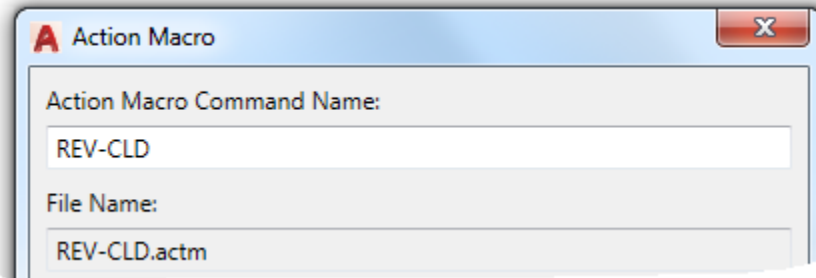 Action Macro
Action Macro Command Name:
REV-CLD
File Name:
REV-CLD.actm